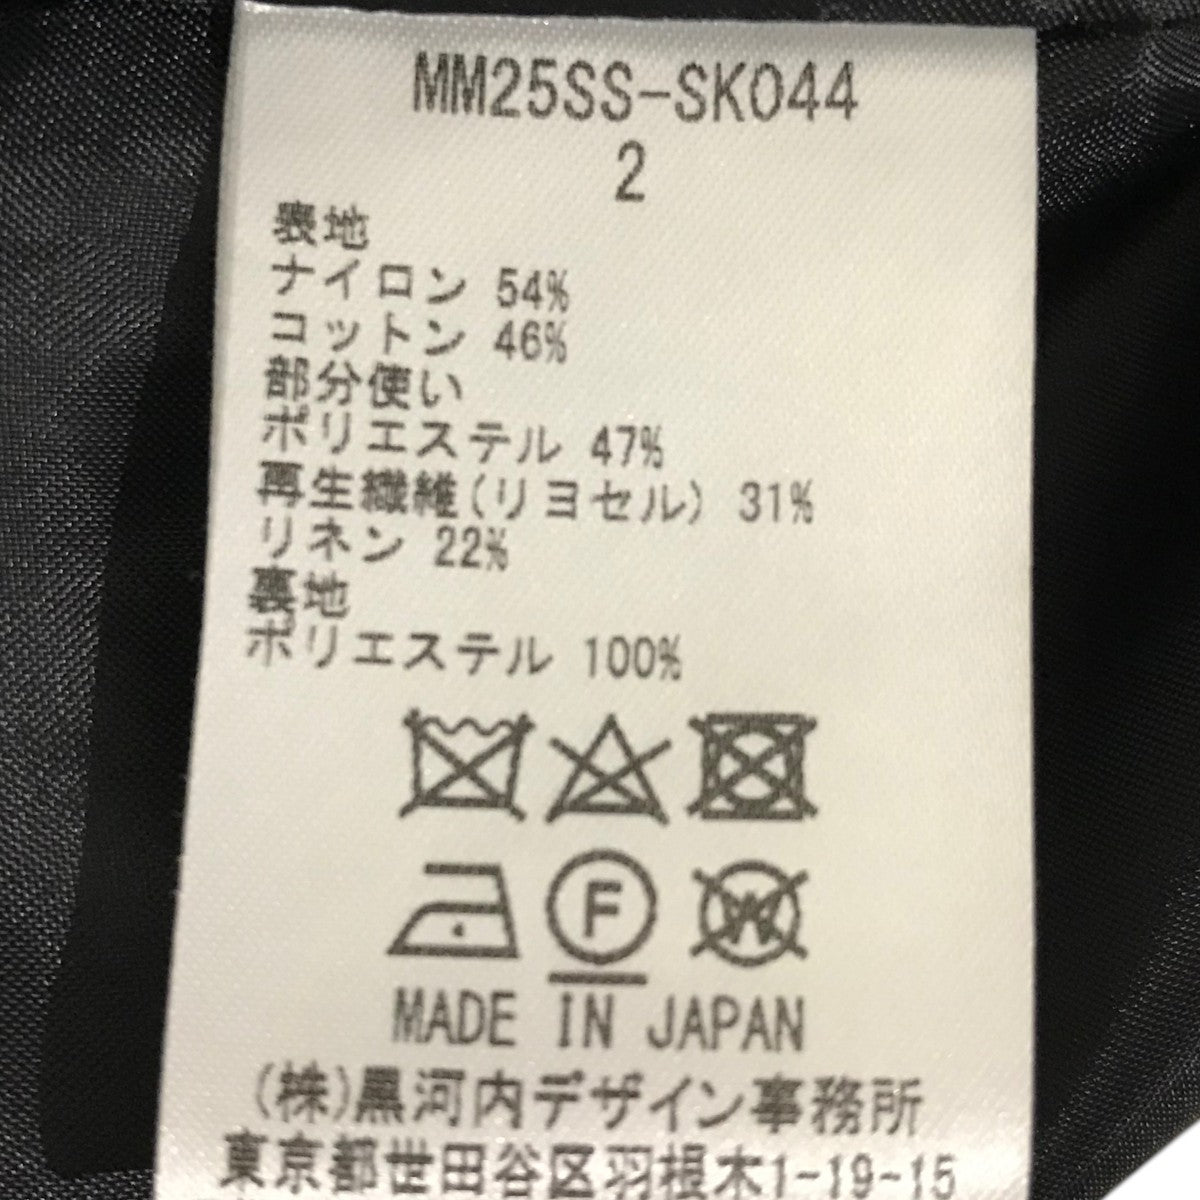 MM25SS-SK044
2
表地
ナイロン 54%
コットン 46%
部分使い
ポリエステル 47%
再生繊維(リヨセル) 31%
リネン 22%
裏地
ポリエステル 100%
F
W
MADE IN JAPAN
(株)黒河内デザイン事務所
東京都世田谷区羽根木1-19-15